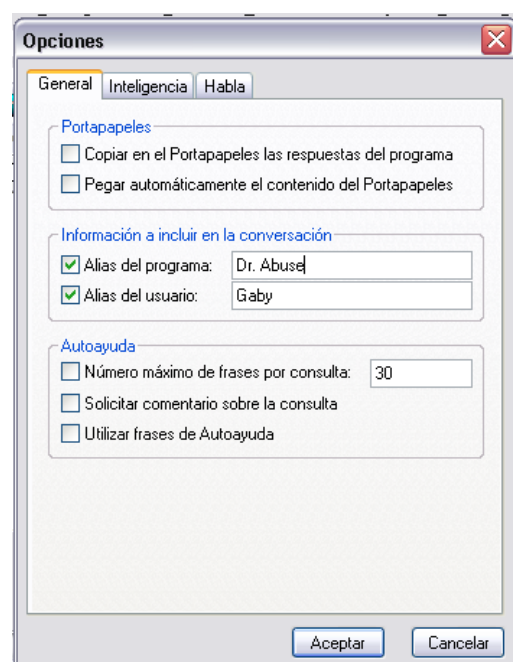 Opciones
General Inteligencia Habla
Portapapeles
Copiar en el Portapapeles las respuestas del programa
Pegar automáticamente el contenido del Portapapeles
Información a incluir en la conversación
Alias del programa: Dr. Abuse
Alias del usuario: Gaby
Autoayuda
Número máximo de frases por consulta: 30
Solicitar comentario sobre la consulta
Utilizar frases de Autoayuda
Aceptar Cancelar